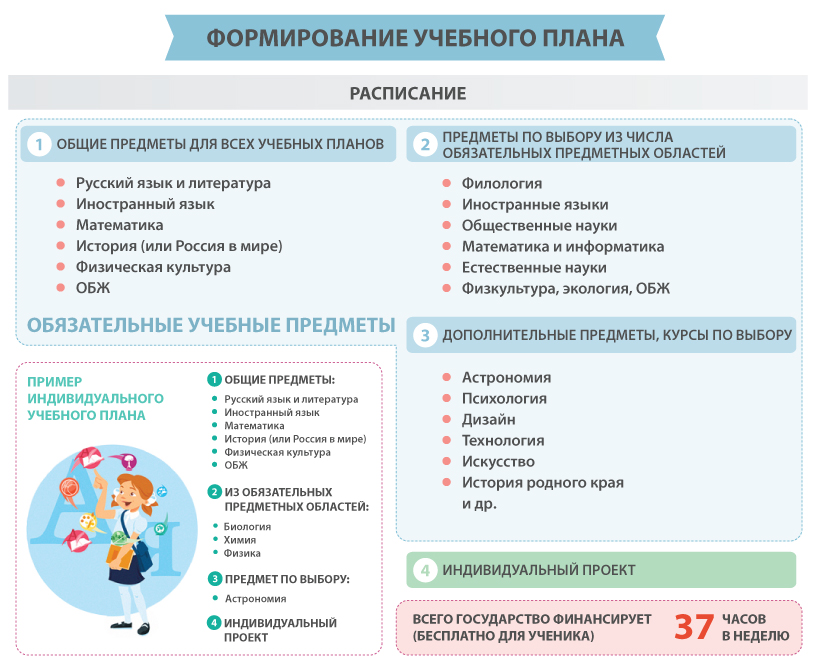 ФОРМИРОВАНИЕ УЧЕБНОГО ПЛАНА
РАСПИСАНИЕ
1 ОБЩИЕ ПРЕДМЕТЫ ДЛЯ ВСЕХ УЧЕБНЫХ ПЛАНОВ
Русский язык и литература
Иностранный язык
Математика
История (или Россия в мире)
Физическая культура
ОБЖ
2 ПРЕДМЕТЫ ПО ВЫБОРУ ИЗ ЧИСЛА
ОБЯЗАТЕЛЬНЫХ ПРЕДМЕТНЫХ ОБЛАСТЕЙ
Филология
Иностранные языки
Общественные науки
Математика и информатика
Естественные науки
Физкультура, экология, ОБЖ
ОБЯЗАТЕЛЬНЫЕ УЧЕБНЫЕ ПРЕДМЕТЫ
3 ДОПОЛНИТЕЛЬНЫЕ ПРЕДМЕТЫ, КУРСЫ ПО ВЫБОРУ
Астрономия
Психология
Дизайн
Технология
Искусство
История родного края
и др.
4 ИНДИВИДУАЛЬНЫЙ ПРОЕКТ
ВСЕГО ГОСУДАРСТВО ФИНАНСИРУЕТ
(БЕСПЛАТНО ДЛЯ УЧЕНИКА)
37 ЧАСОВ
В НЕДЕЛЮ
ПРИМЕР
ИНДИВИДУАЛЬНОГО
УЧЕБНОГО ПЛАНА
1 ОБЩИЕ ПРЕДМЕТЫ:
Русский язык и литература
Иностранный язык
Математика
История (или Россия в мире)
Физическая культура
ОБЖ
2 ИЗ ОБЯЗАТЕЛЬНЫХ
ПРЕДМЕТНЫХ ОБЛАСТЕЙ:
Биология
Химия
Физика
3 ПРЕДМЕТ ПО ВЫБОРУ:
Астрономия
4 ИНДИВИДУАЛЬНЫЙ
ПРОЕКТ